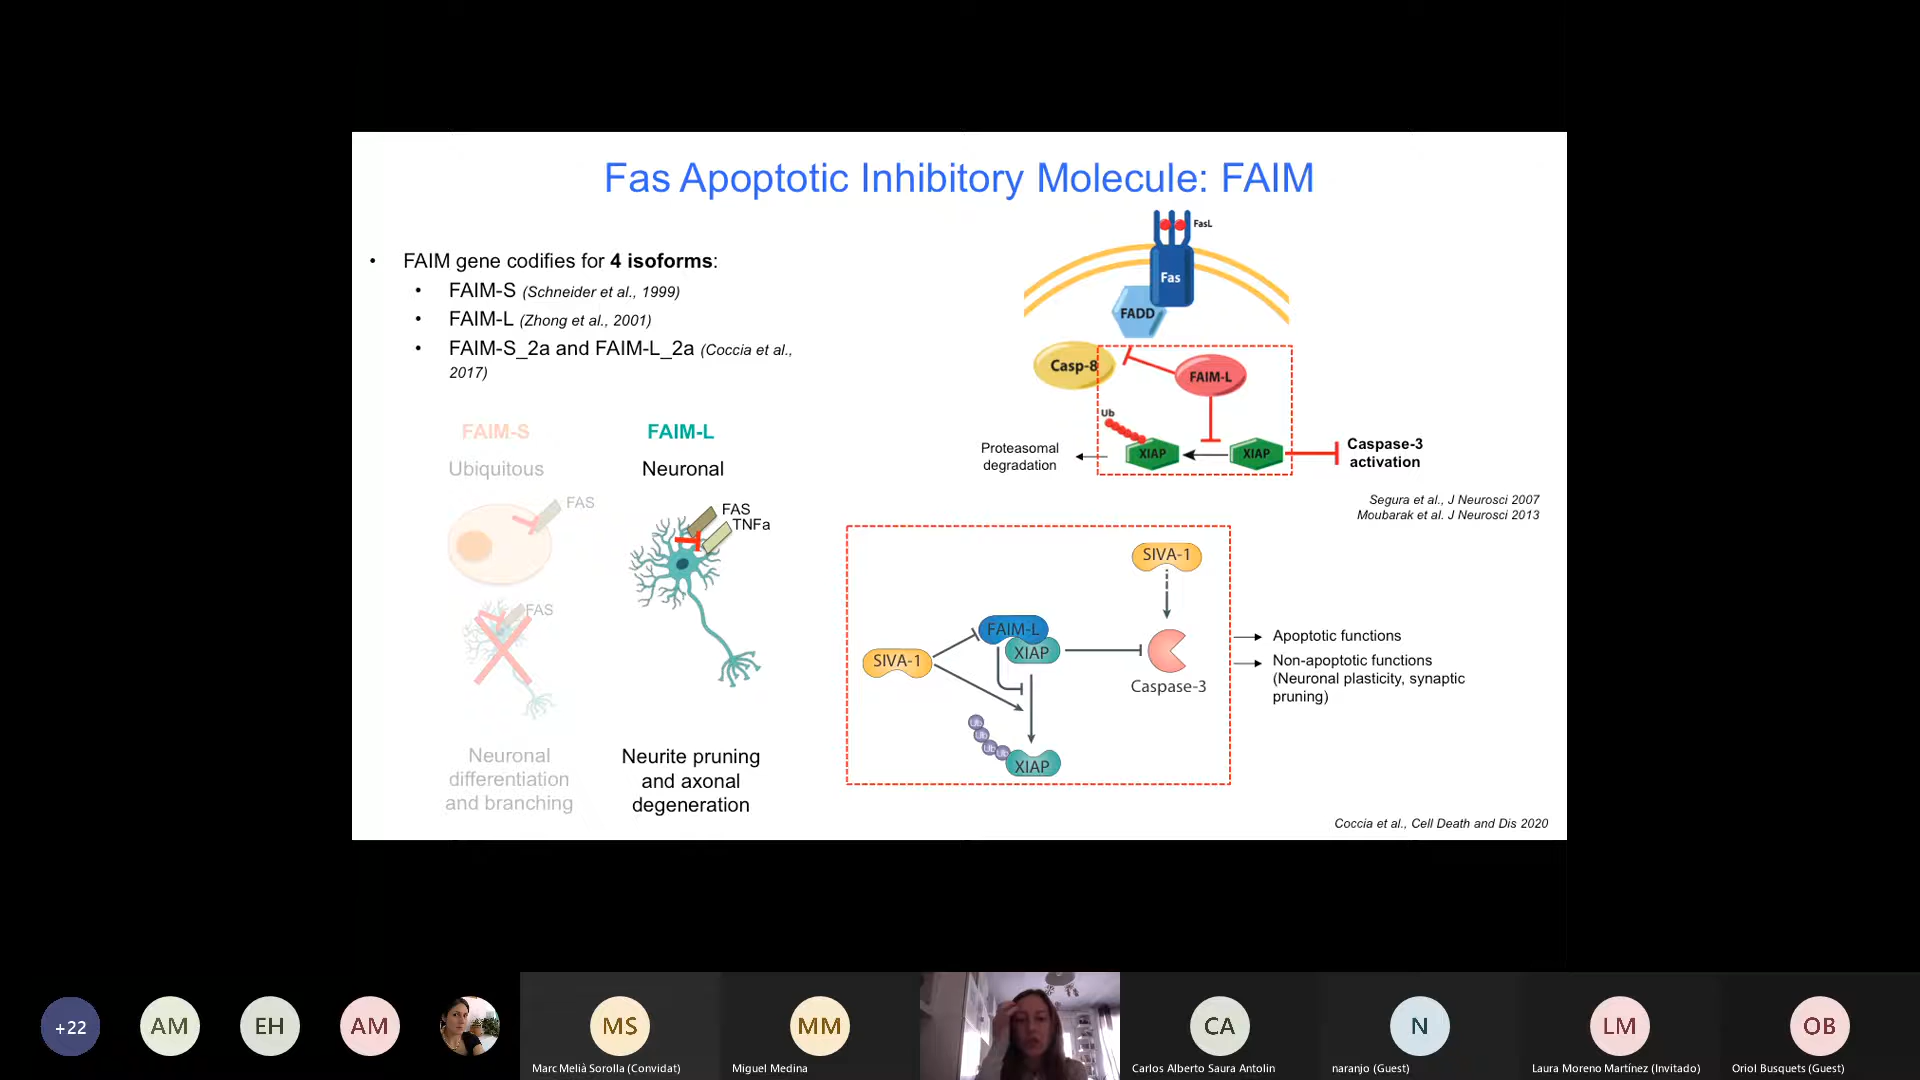 Fas Apoptotic Inhibitory Molecule: FAIM
• FAIM gene codifies for 4 isoforms:
• FAIM-S (Schneider et al., 1999)
• FAIM-L (Zhong et al., 2001)
• FAIM-S_2a and FAIM-L_2a (Coccia et al.,
2017)
FAIM-S
Ubiquitous
FAS
FAS
Neuronal
differentiation
and branching
FAIM-L
Neuronal
FAS
TNFa
Neurite pruning
and axonal
degeneration
FasL
Fas
FADD
Casp-8
FAIM-L
Ub
XIAP
XIAP
Proteasomal
degradation
Caspase-3
activation
Segura et al., J Neurosci 2007
Moubarak et al. J Neurosci 2013
SIVA-1
FAIM-L
XIAP
SIVA-1
Caspase-3
Ub
Ub
Ub
Ub
XIAP
Apoptotic functions
Non-apoptotic functions
(Neuronal plasticity, synaptic
pruning)
Coccia et al., Cell Death and Dis 2020
+22
AM
EH
AM
MS
Marc Melià Sorolla (Convidat)
MM
Miguel Medina
CA
Carlos Alberto Saura Antolin
N
naranjo (Guest)
LM
Laura Moreno Martínez (Invitado)
OB
Oriol Busquets (Guest)